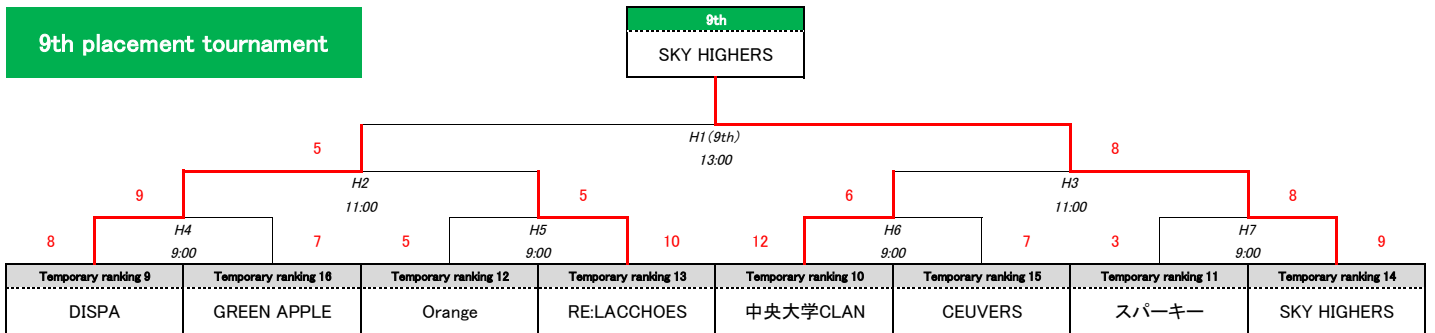 9th placement tournament
9th
SKY HIGHERS
H1(9th)
13:00
5
8
H2
11:00
H3
11:00
9
5
6
8
H4
9:00
H5
9:00
H6
9:00
H7
9:00
8
7
5
10
12
7
3
9
Temporary ranking 9
Temporary ranking 16
Temporary ranking 12
Temporary ranking 13
Temporary ranking 10
Temporary ranking 15
Temporary ranking 11
Temporary ranking 14
DISPA
GREEN APPLE
Orange
RE:LACCHOES
中央大学CLAN
CEUVERS
スパーキー
SKY HIGHERS